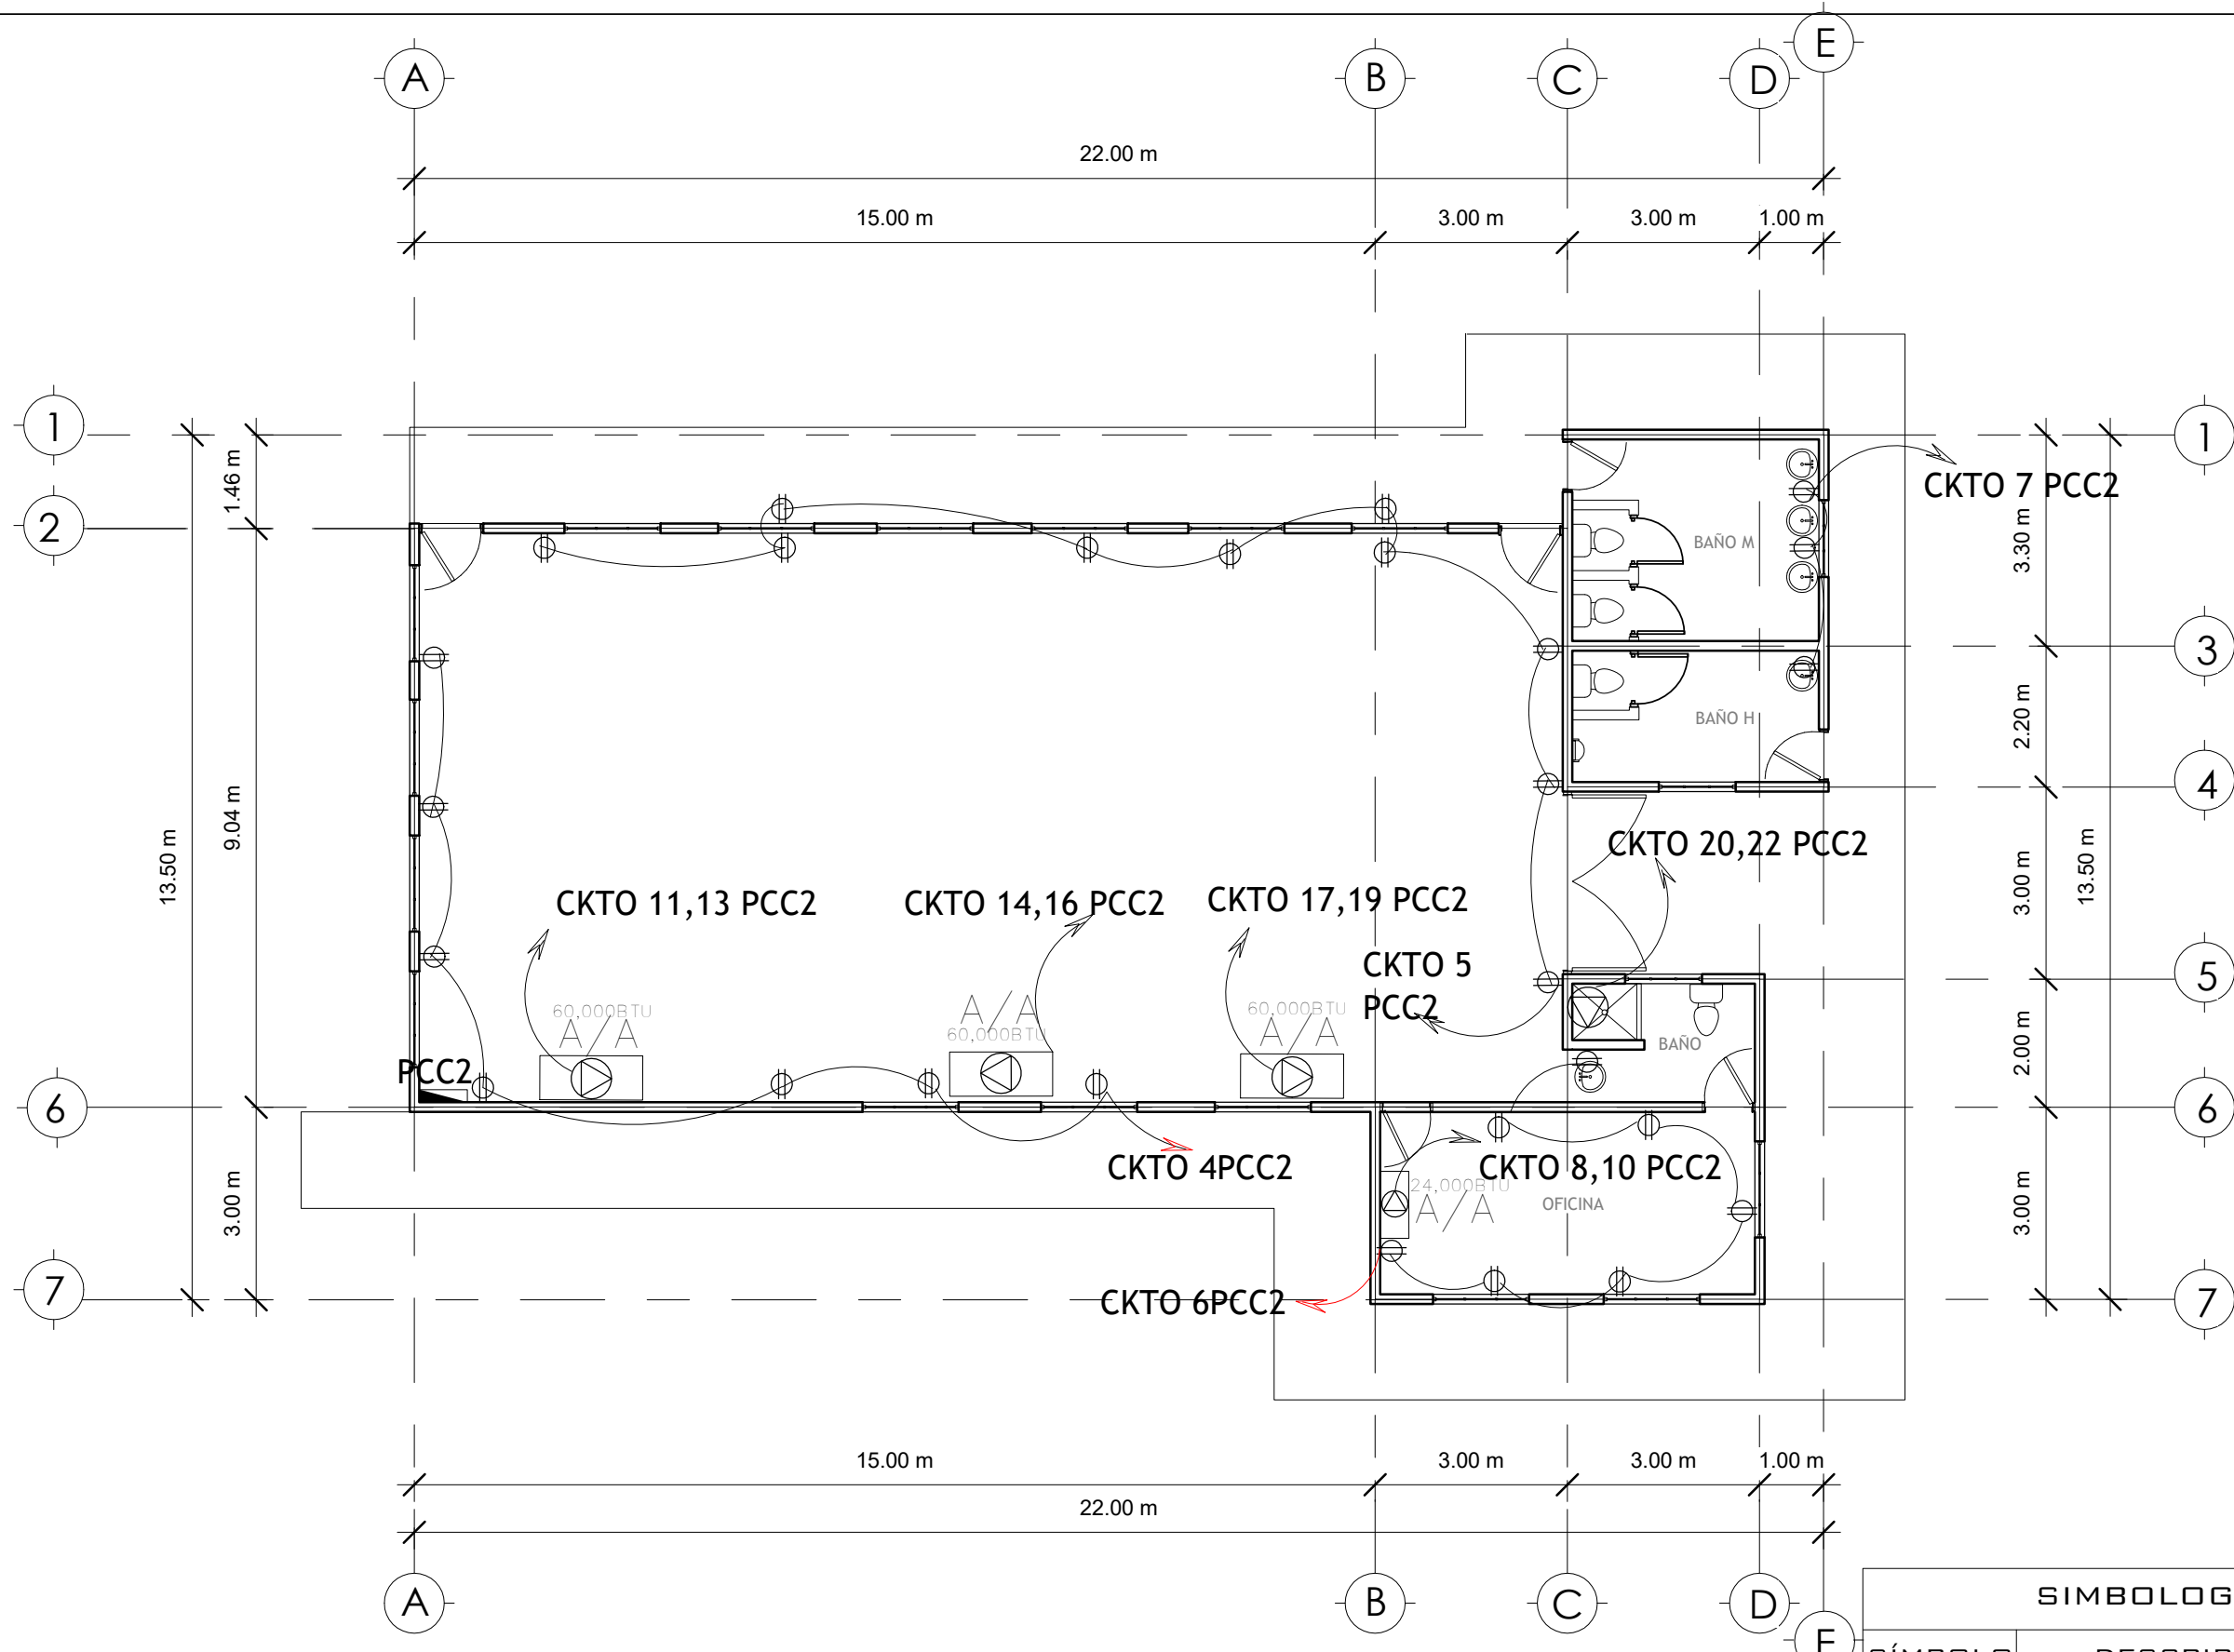 E
A
B
C
D
22.00 m
15.00 m
3.00 m
3.00 m
1.00 m
1
1
2
1.46 m
3.30 m
CKTO 7 PCC2
BAÑO M
3
BAÑO H
2.20 m
4
9.04 m
13.50 m
13.50 m
3.00 m
CKTO 20,22 PCC2
CKTO 11,13 PCC2
CKTO 14,16 PCC2
CKTO 17,19 PCC2
CKTO 5
PCC2
5
60,000BTU
A/A
A/A
60,000BTU
60,000BTU
A/A
BAÑO
2.00 m
PCC2
6
6
CKTO 4PCC2
CKTO 8,10 PCC2
24,000BTU
A/A
OFICINA
3.00 m
3.00 m
7
CKTO 6PCC2
7
15.00 m
3.00 m
3.00 m
1.00 m
22.00 m
A
B
C
D
SIMBOLOG